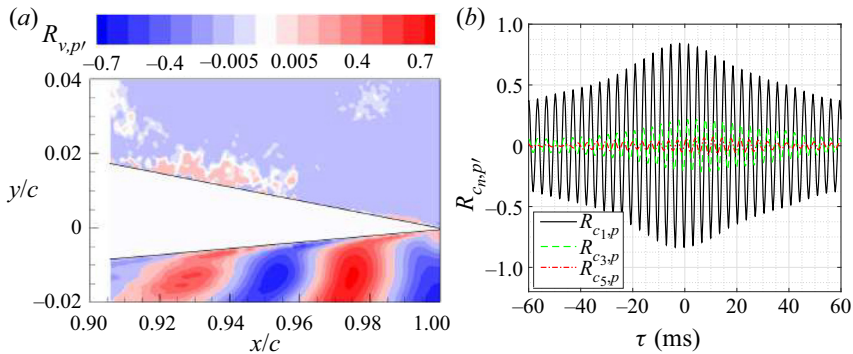 (a)
R_{v,p′}
−0.7 −0.4 −0.005 0.005 0.4 0.7
0.04
0.02
y/c
0
−0.02
0.90 0.92 0.94 0.96 0.98 1.00
x/c
(b)
1.0
0.5
0
−0.5
−1.0
R_{c_n,p′}
R_{c_1,p}
R_{c_3,p}
R_{c_5,p}
−60 −40 −20 0 20 40 60
τ (ms)